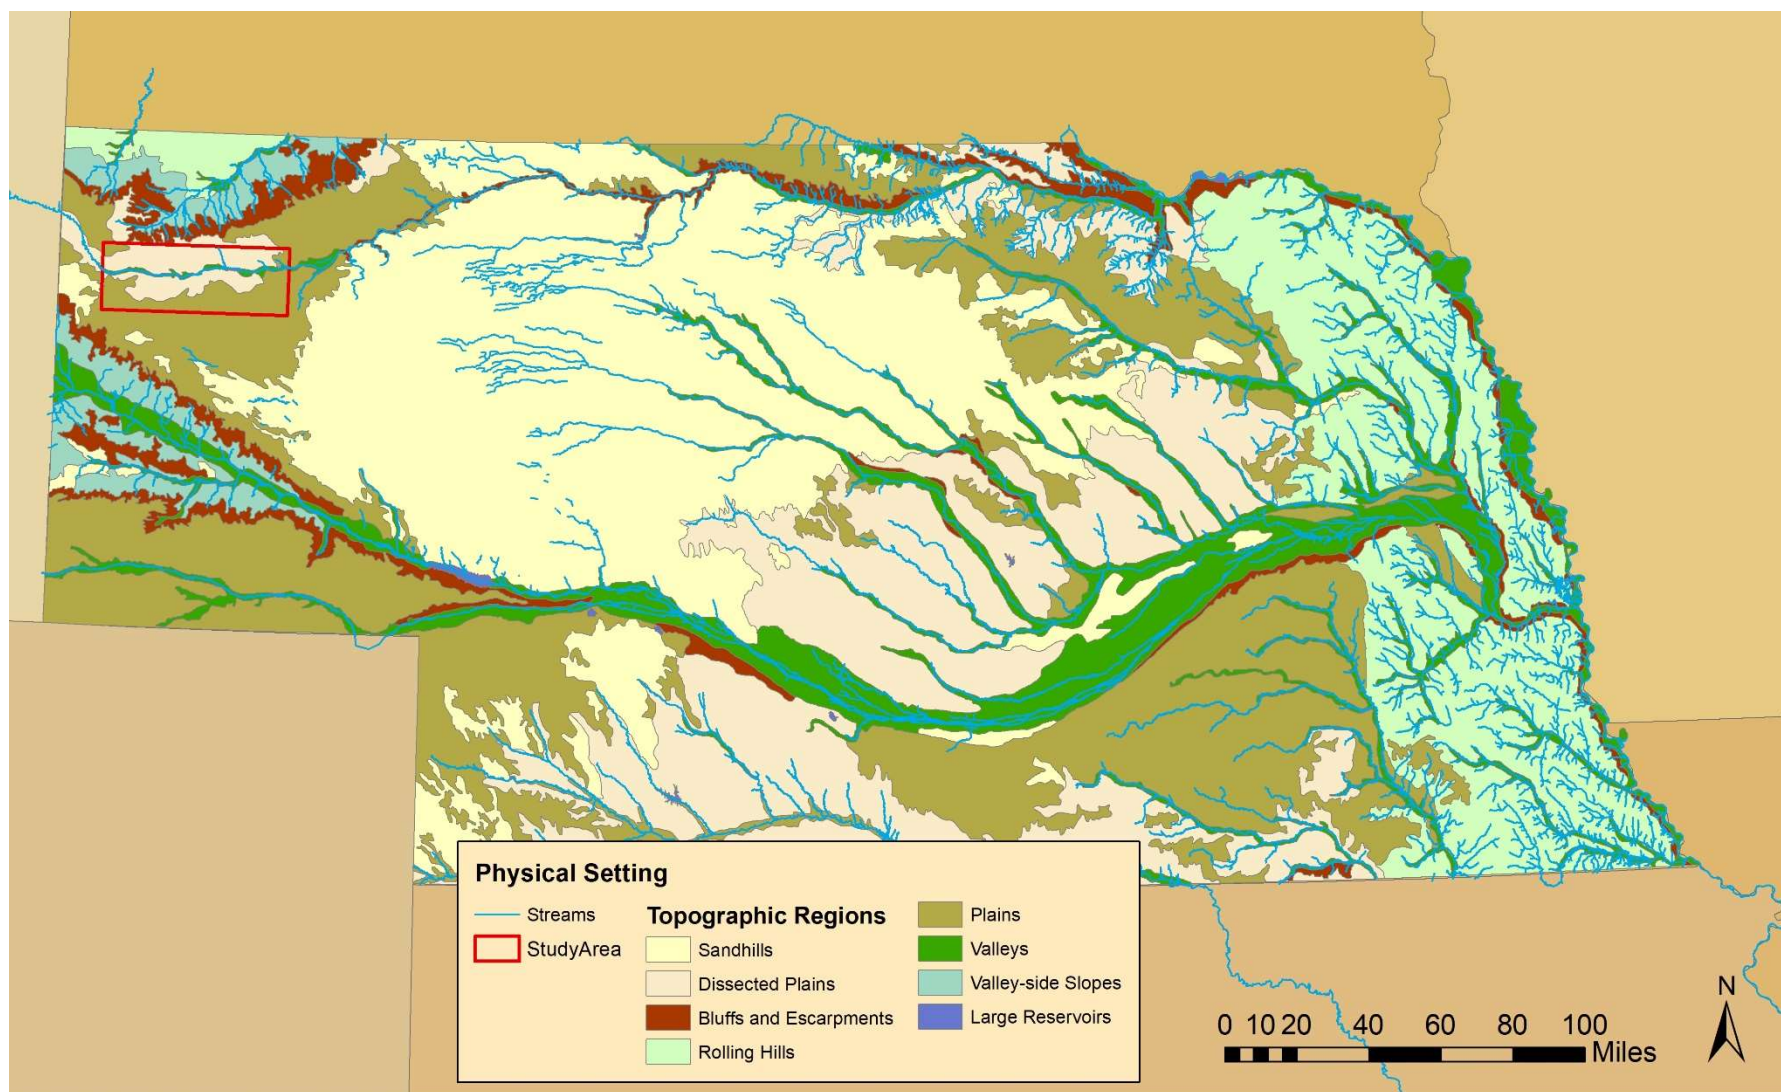 Physical Setting
Streams
StudyArea
Topographic Regions
Sandhills
Dissected Plains
Bluffs and Escarpments
Rolling Hills
Plains
Valleys
Valley-side Slopes
Large Reservoirs
0 10 20 40 60 80 100
Miles
N